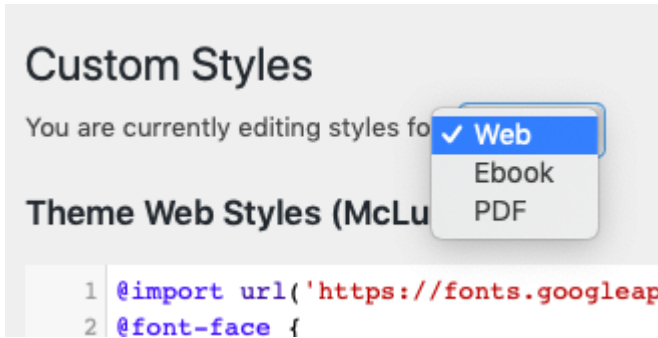 Custom Styles
You are currently editing styles fo
✓ Web
Ebook
PDF
Theme Web Styles (McLu
1 @import url('https://fonts.googleap
2 @font-face {